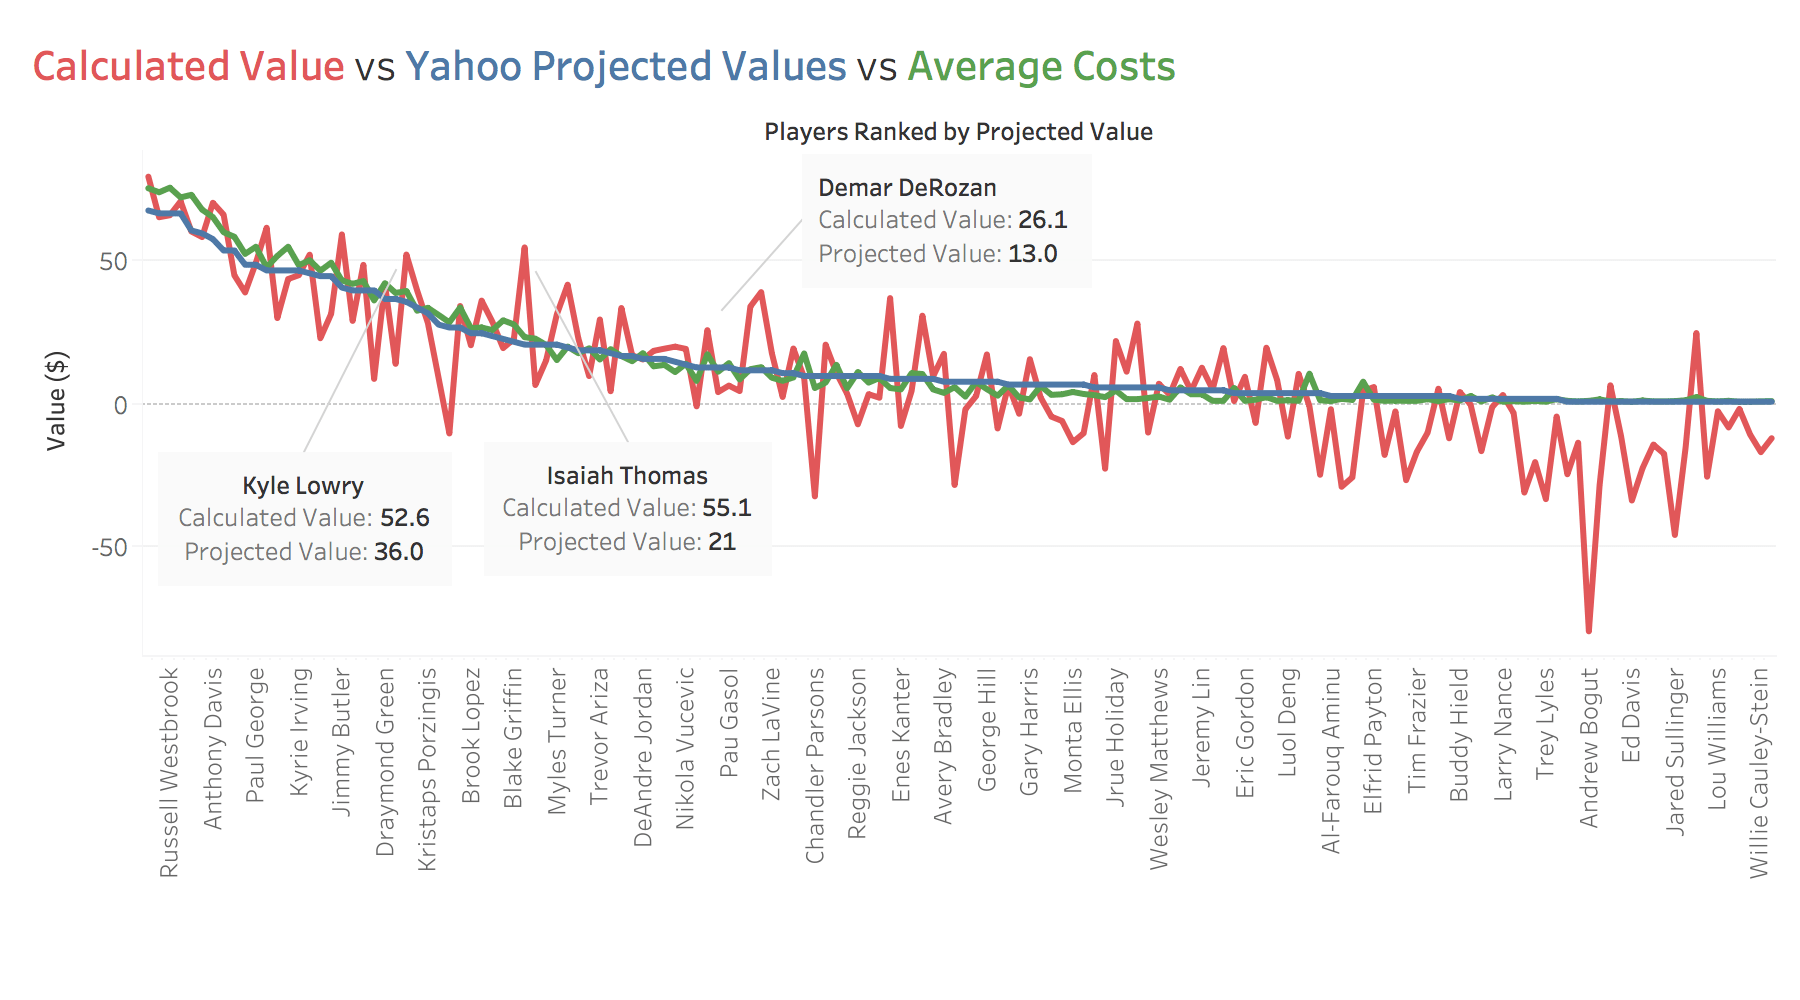 Calculated Value vs Yahoo Projected Values vs Average Costs
Players Ranked by Projected Value
Demar DeRozan
Calculated Value: 26.1
Projected Value: 13.0
Value ($)
50
0
-50
Kyle Lowry
Calculated Value: 52.6
Projected Value: 36.0
Isaiah Thomas
Calculated Value: 55.1
Projected Value: 21
Russell Westbrook
Anthony Davis
Paul George
Kyrie Irving
Jimmy Butler
Draymond Green
Kristaps Porzingis
Brook Lopez
Blake Griffin
Myles Turner
Trevor Ariza
DeAndre Jordan
Nikola Vucevic
Pau Gasol
Zach LaVine
Chandler Parsons
Reggie Jackson
Enes Kanter
Avery Bradley
George Hill
Gary Harris
Monta Ellis
Jrue Holiday
Wesley Matthews
Jeremy Lin
Eric Gordon
Luol Deng
Al-Farouq Aminu
Elfrid Payton
Tim Frazier
Buddy Hield
Larry Nance
Trey Lyles
Andrew Bogut
Ed Davis
Jared Sullinger
Lou Williams
Willie Cauley-Stein